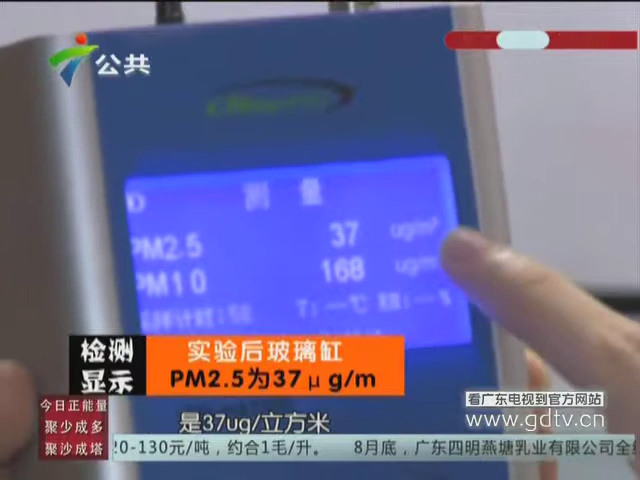 公共
测 量
PM2.5 37 ug/m³
PM10 168 ug/m
检测
显示
实验后玻璃缸
PM2.5为37μg/m
今日正能量
聚少成多
聚沙成塔
是37ug/立方米
看广东电视到官方网站
www.gdtv.cn
20-130元/吨，约合1毛/升。 8月底，广东四明燕塘乳业有限公司全